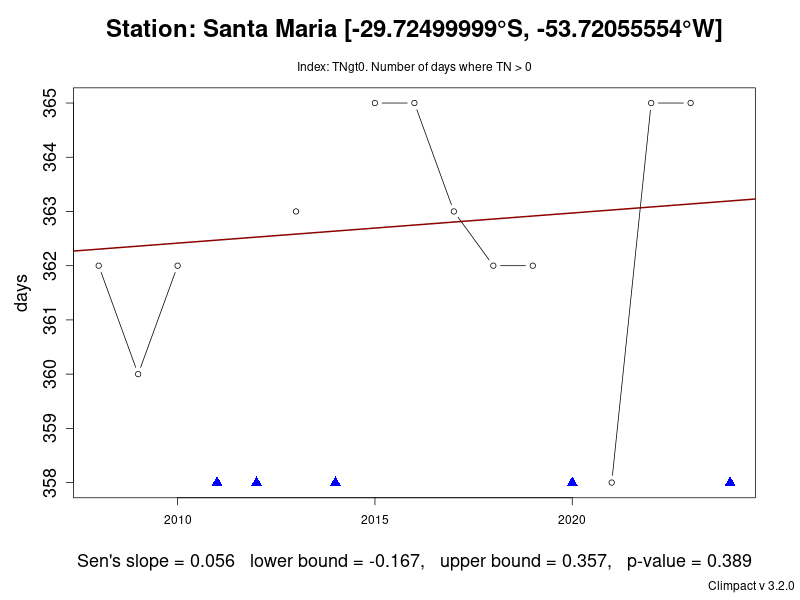 Station: Santa Maria [-29.72499999°S, -53.72055554°W]
Index: TNgt0. Number of days where TN > 0
365
364
363
362
361
360
359
358
days
2010 2015 2020
Sen's slope = 0.056 lower bound = -0.167, upper bound = 0.357, p-value = 0.389
Climpact v 3.2.0